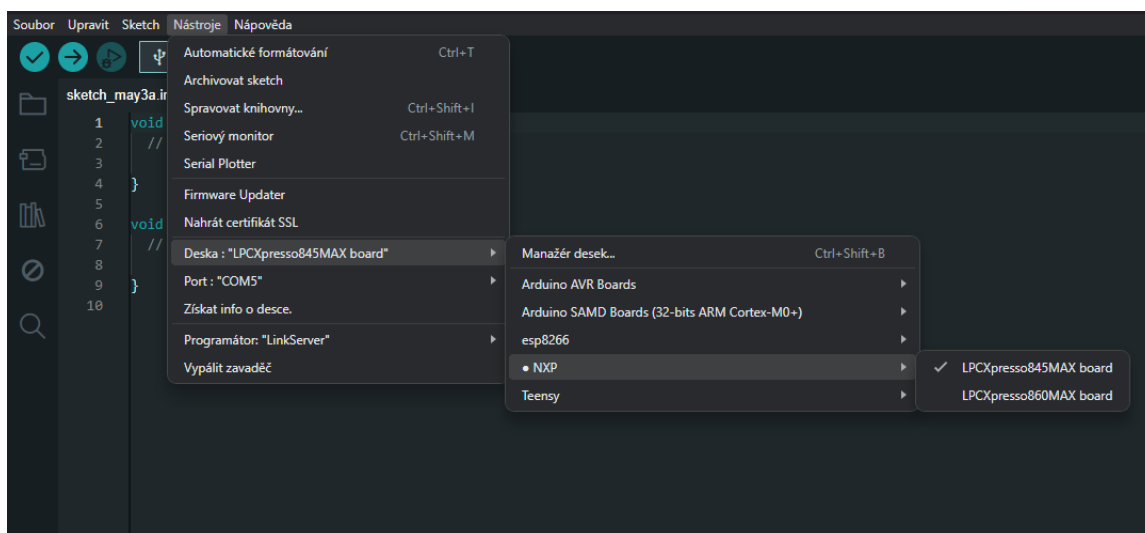 Soubor Upravit Sketch Nástroje Nápověda
sketch_may3a.in
1 void
2 //
3
4 }
5
6 void
7 //
8
9 }
10
Automatické formátování Ctrl+T
Archivovat sketch
Spravovat knihovny... Ctrl+Shift+I
Seriový monitor Ctrl+Shift+M
Serial Plotter
Firmware Updater
Nahrát certifikát SSL
Deska : "LPCXpresso845MAX board"
Port : "COM5"
Získat info o desce.
Programátor: "LinkServer"
Vypálit zavaděč
Manažér desek... Ctrl+Shift+B
Arduino AVR Boards
Arduino SAMD Boards (32-bits ARM Cortex-M0+)
esp8266
● NXP
Teensy
✓ LPCXpresso845MAX board
LPCXpresso860MAX board